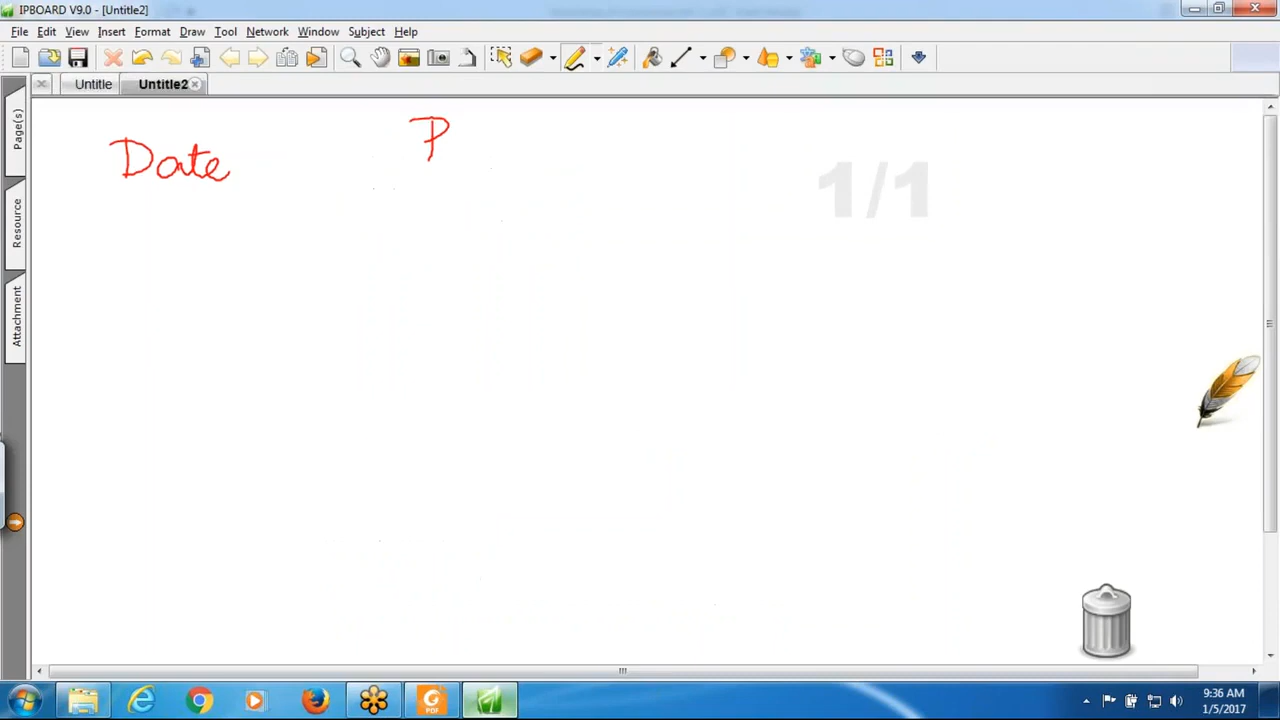 IPBOARD V9.0 - [Untitle2]
File Edit View Insert Format Draw Tool Network Window Subject Help
Untitle Untitle2
Page(s)
Resource
Attachment
P
Date
1/1
PDF
9:36 AM
1/5/2017